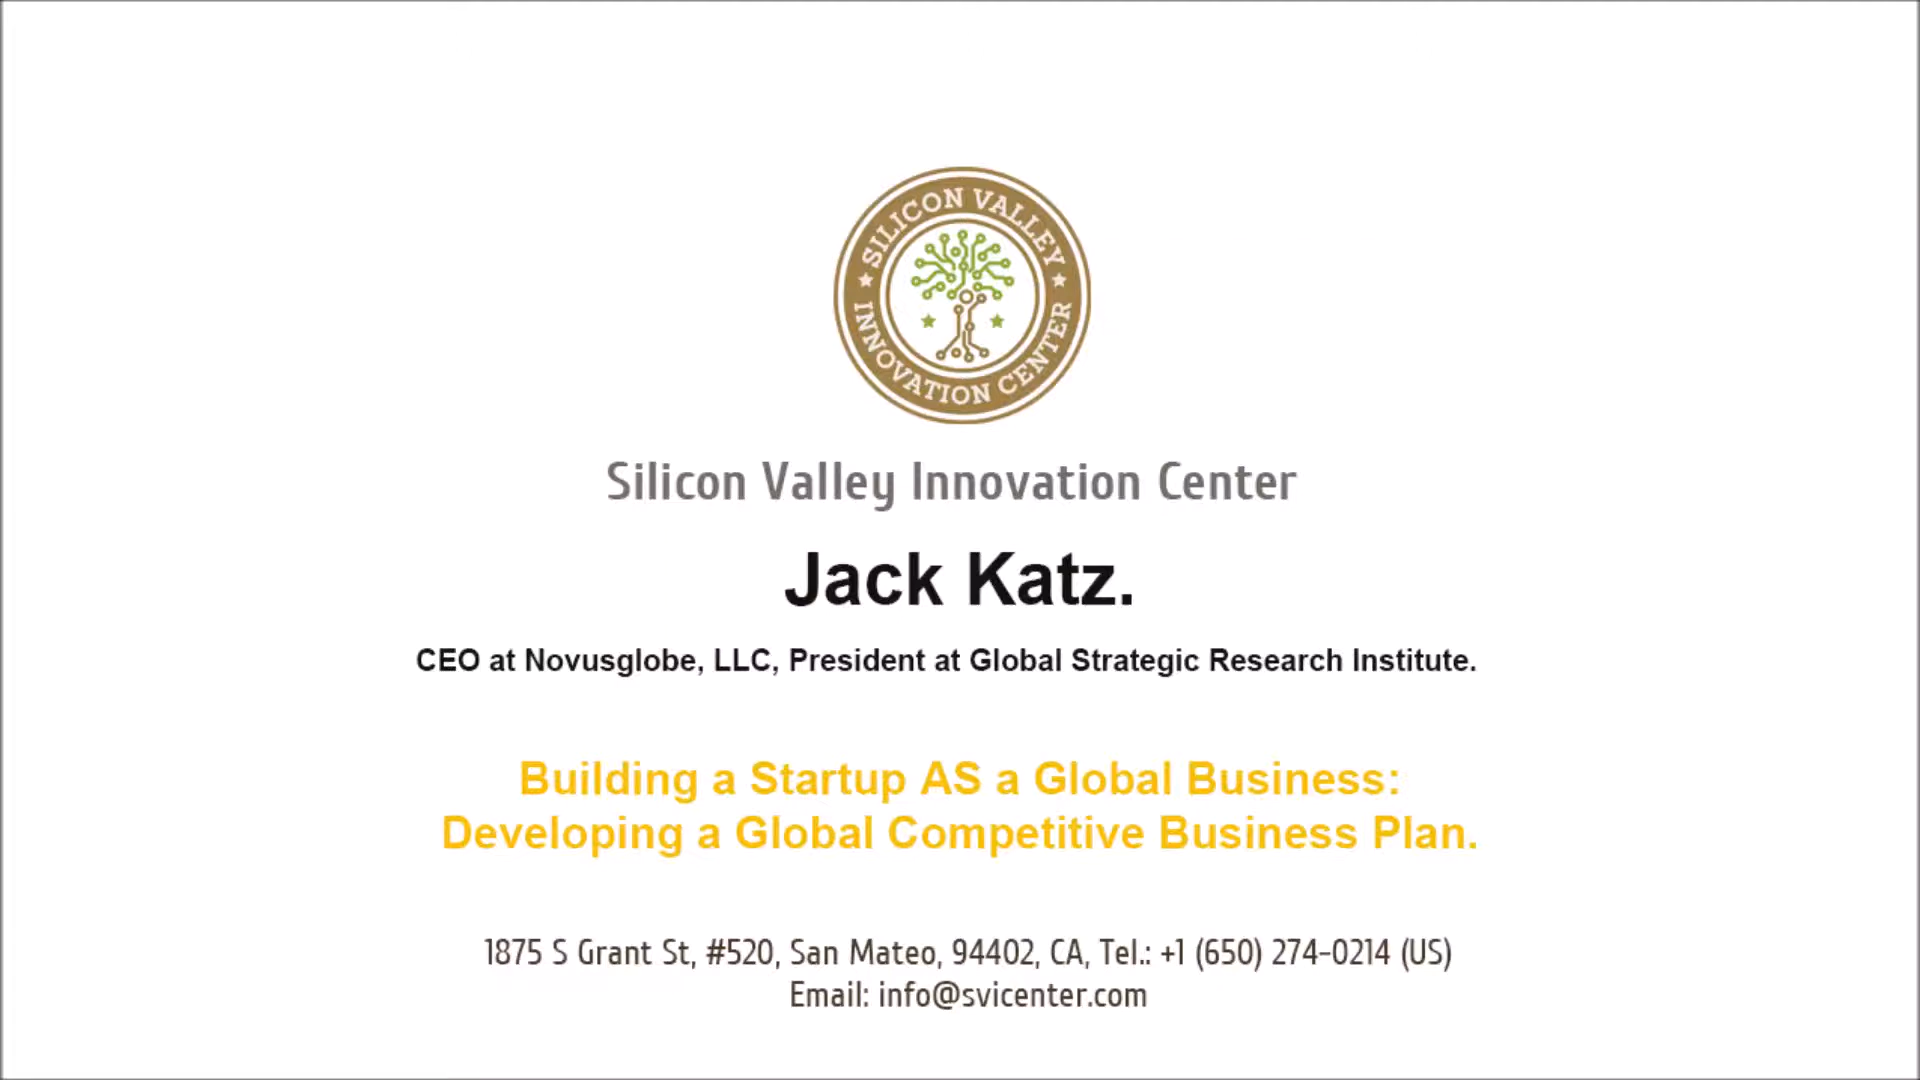 SILICON VALLEY
INNOVATION CENTER
Silicon Valley Innovation Center
Jack Katz.
CEO at Novusglobe, LLC, President at Global Strategic Research Institute.
Building a Startup AS a Global Business:
Developing a Global Competitive Business Plan.
1875 S Grant St, #520, San Mateo, 94402, CA, Tel.: +1 (650) 274-0214 (US)
Email: info@svicenter.com